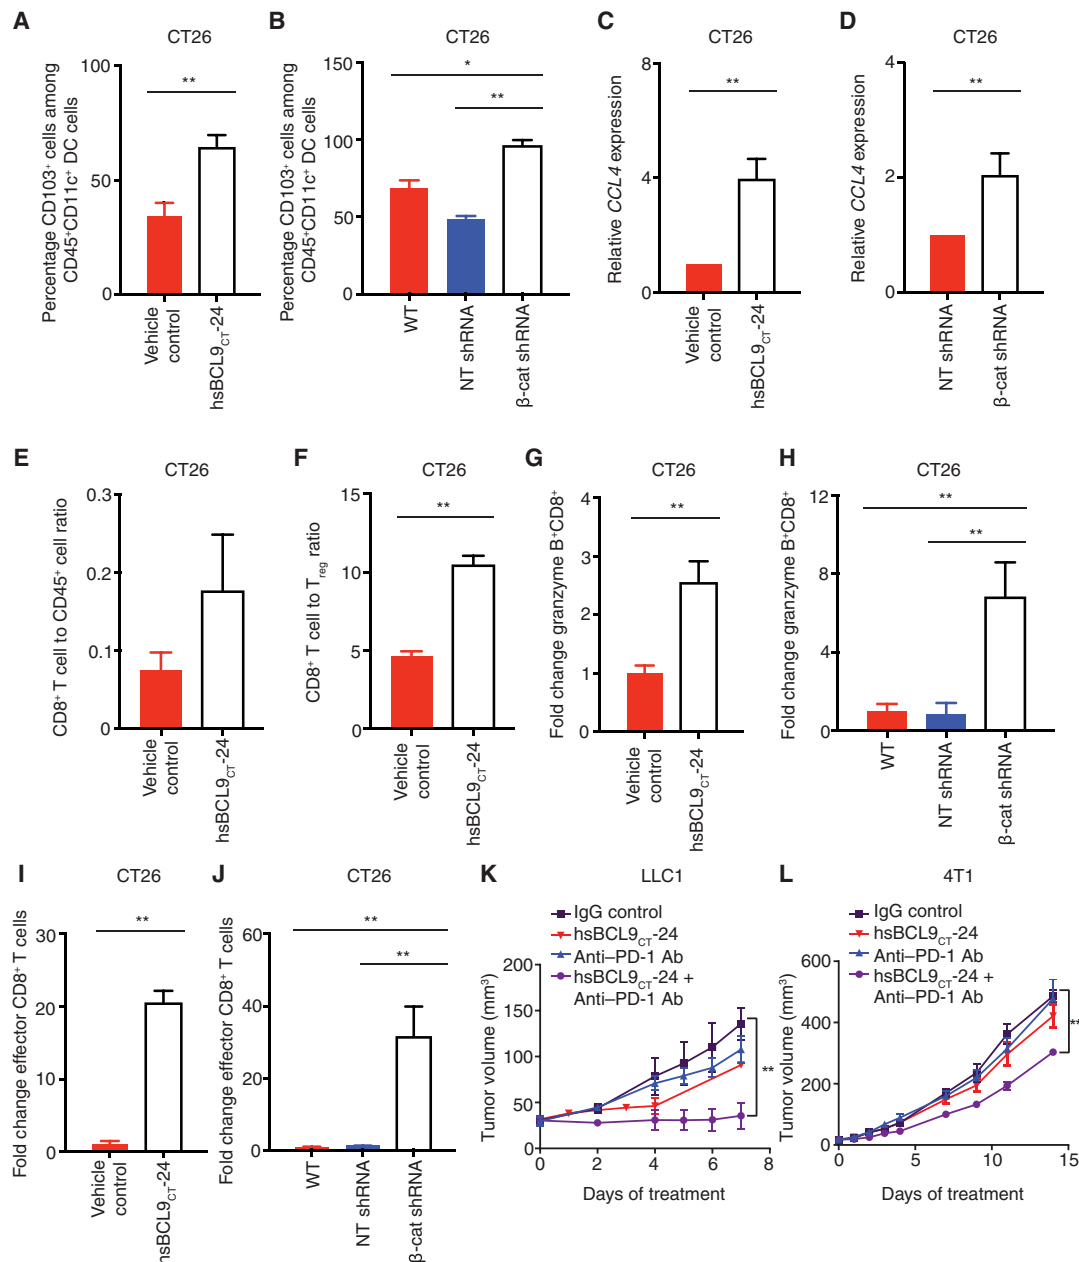 A
CT26
Percentage CD103⁺ cells among
CD45⁺CD11c⁺ DC cells
100
50
0
**
Vehicle
control
hsBCL9CT-24
B
CT26
Percentage CD103⁺ cells among
CD45⁺CD11c⁺ DC cells
150
100
50
0
*
**
WT
NT shRNA
β-cat shRNA
C
CT26
Relative CCL4 expression
8
4
0
**
Vehicle
control
hsBCL9CT-24
D
CT26
Relative CCL4 expression
4
2
0
**
NT shRNA
β-cat shRNA
E
CT26
CD8⁺ T cell to CD45⁺ cell ratio
0.3
0.2
0.1
0
Vehicle
control
hsBCL9CT-24
F
CT26
CD8⁺ T cell to Treg ratio
15
10
5
0
**
Vehicle
control
hsBCL9CT-24
G
CT26
Fold change granzyme B⁺CD8⁺
4
3
2
1
0
**
Vehicle
control
hsBCL9CT-24
H
CT26
Fold change granzyme B⁺CD8⁺
12
8
4
0
**
**
WT
NT shRNA
β-cat shRNA
I
CT26
Fold change effector CD8⁺ T cells
30
20
10
0
**
Vehicle
control
hsBCL9CT-24
J
CT26
Fold change effector CD8⁺ T cells
60
40
20
0
**
**
WT
NT shRNA
β-cat shRNA
K
LLC1
IgG control
hsBCL9CT-24
Anti–PD-1 Ab
hsBCL9CT-24 +
Anti–PD-1 Ab
Tumor volume (mm³)
200
150
100
50
0
**
0 2 4 6 8
Days of treatment
L
4T1
IgG control
hsBCL9CT-24
Anti–PD-1 Ab
hsBCL9CT-24 +
Anti–PD-1 Ab
Tumor volume (mm³)
600
400
200
0
**
0 5 10 15
Days of treatment